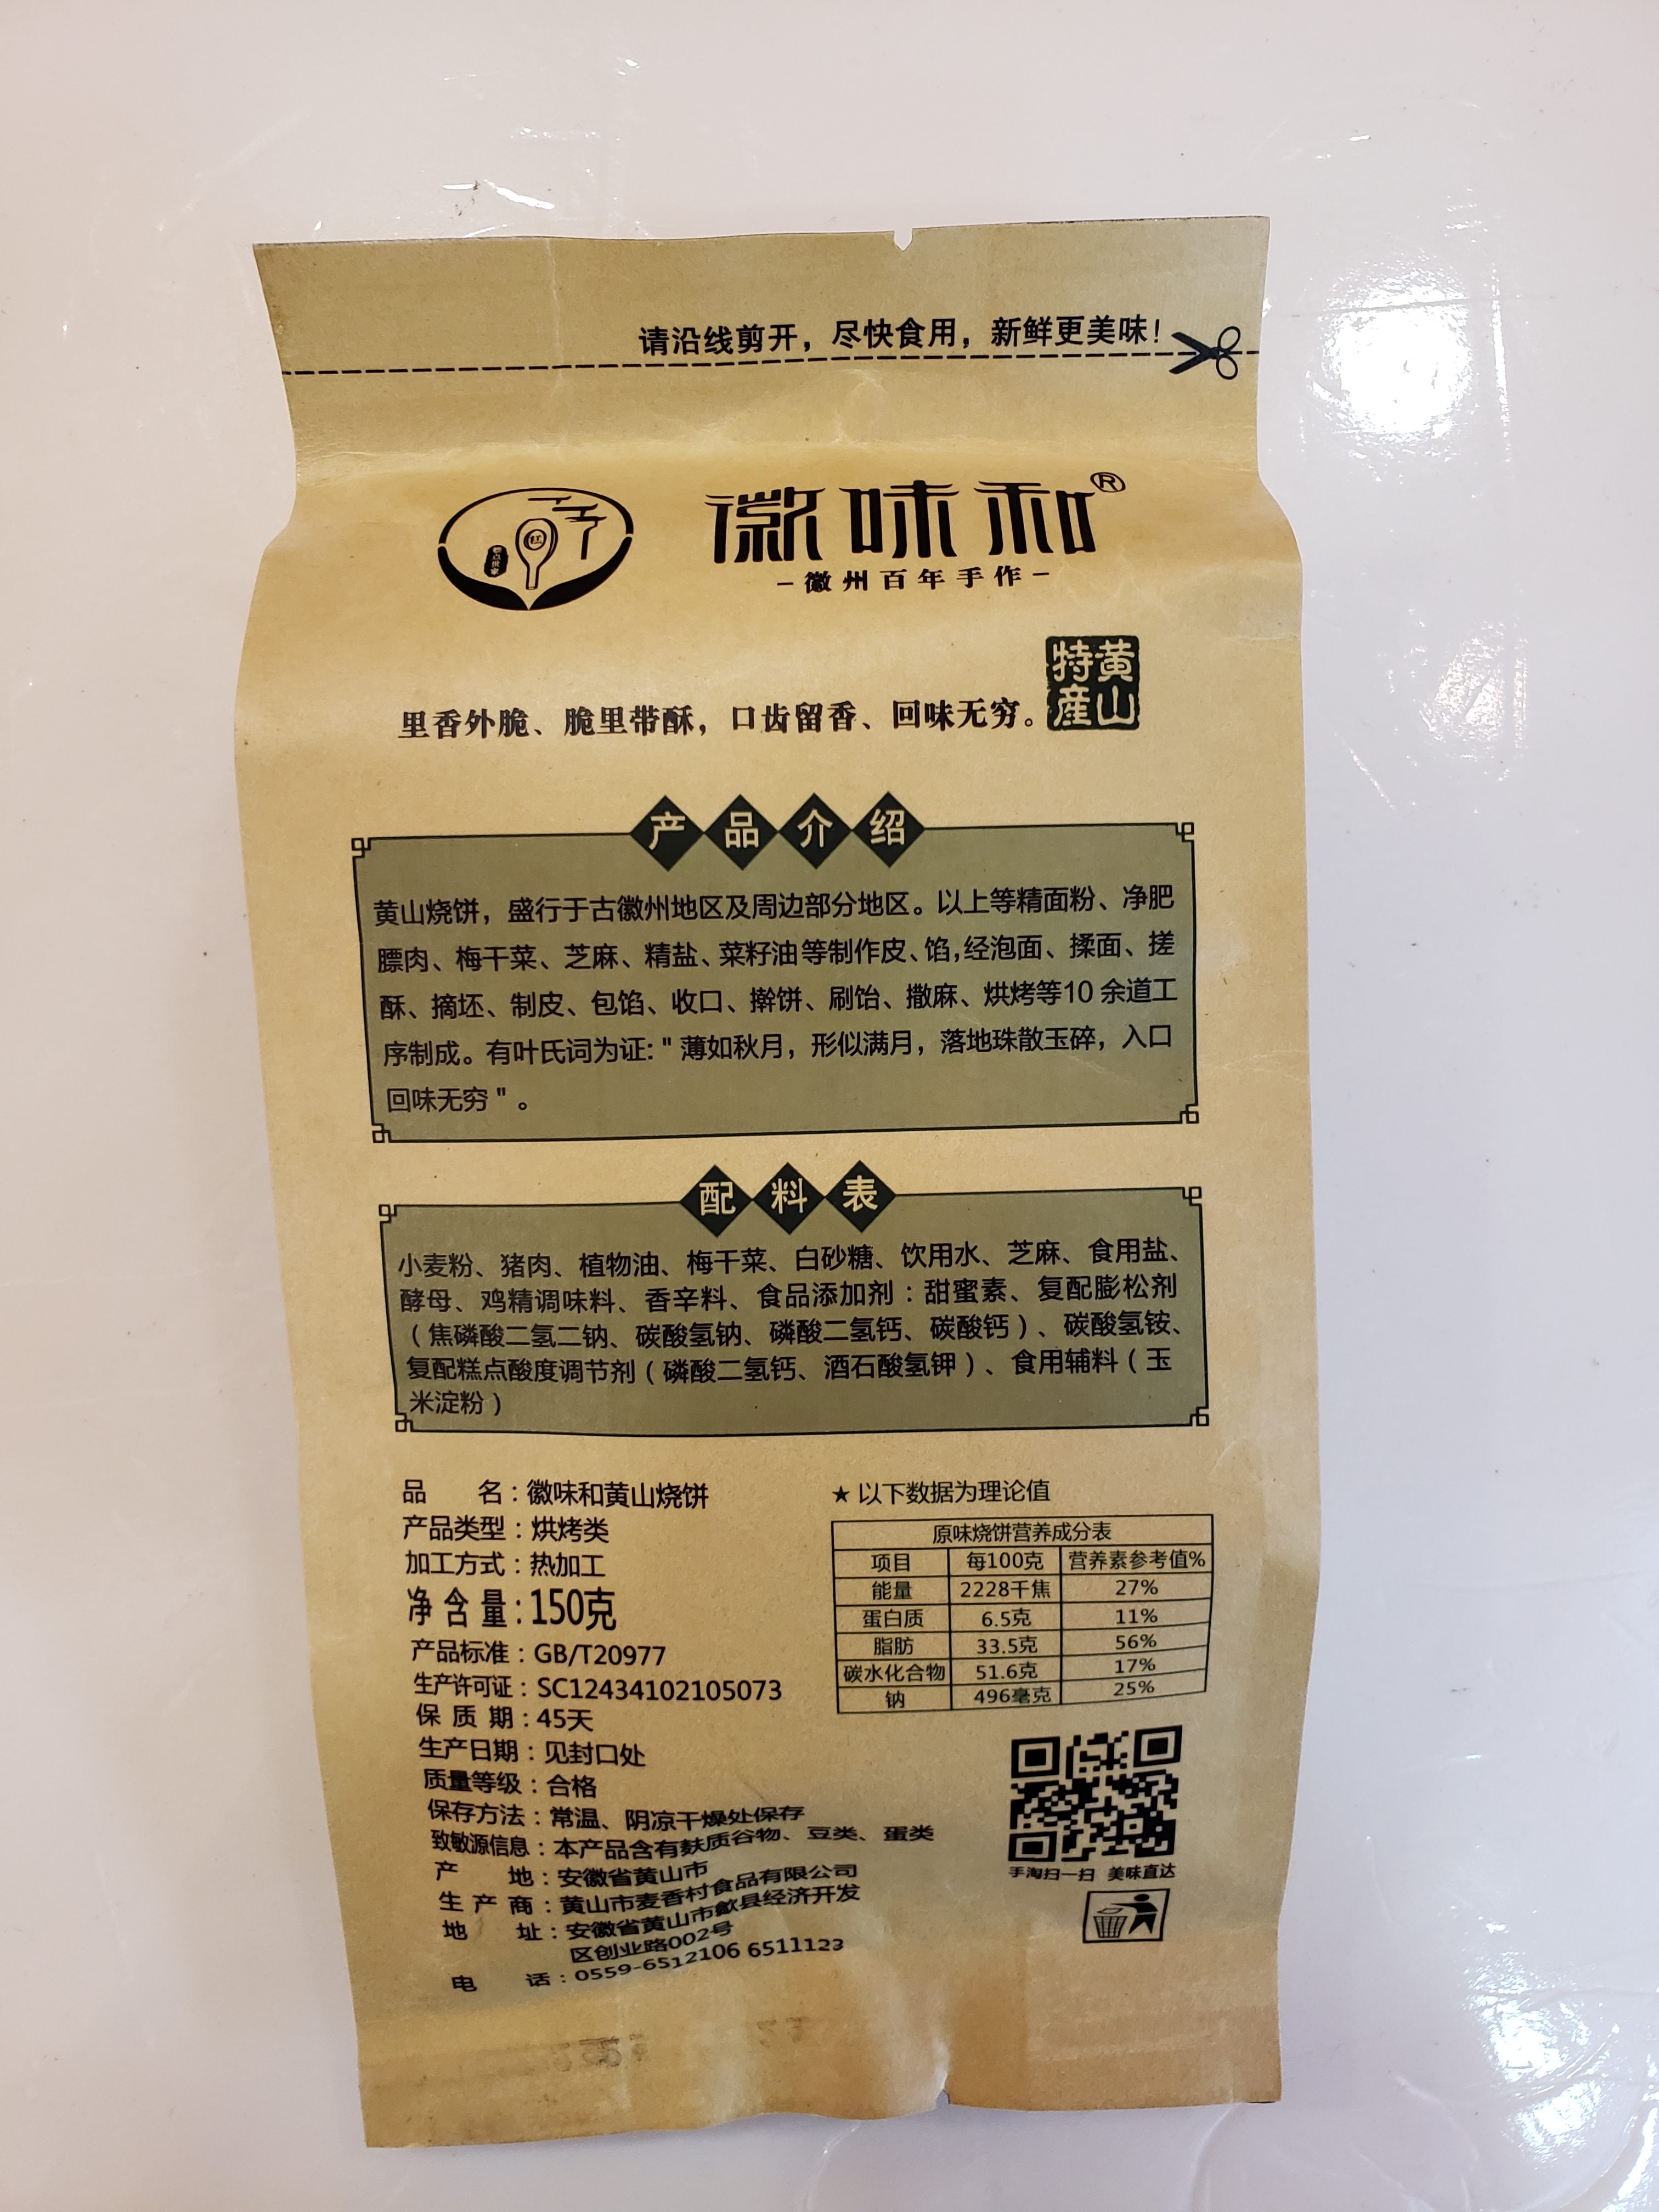 请沿线剪开，尽快食用，新鲜更美味！
徽味和®
-徽州百年手作-
黄山
特産
里香外脆、脆里带酥，口齿留香、回味无穷。
产品介绍
黄山烧饼，盛行于古徽州地区及周边部分地区。以上等精面粉、净肥
膘肉、梅干菜、芝麻、精盐、菜籽油等制作皮、馅,经泡面、揉面、搓
酥、摘坯、制皮、包馅、收口、擀饼、刷饴、撒麻、烘烤等10 余道工
序制成。有叶氏词为证: " 薄如秋月，形似满月，落地珠散玉碎，入口
回味无穷 " 。
配料表
小麦粉、猪肉、植物油、梅干菜、白砂糖、饮用水、芝麻、食用盐、
酵母、鸡精调味料、香辛料、食品添加剂：甜蜜素、复配膨松剂
（焦磷酸二氢二钠、碳酸氢钠、磷酸二氢钙、碳酸钙）、碳酸氢铵、
复配糕点酸度调节剂（磷酸二氢钙、酒石酸氢钾）、食用辅料（玉
米淀粉）
品 名：徽味和黄山烧饼
产品类型：烘烤类
加工方式：热加工
净 含 量：150克
产品标准：GB/T20977
生产许可证：SC12434102105073
保 质 期：45天
生产日期：见封口处
质量等级：合格
保存方法：常温、阴凉干燥处保存
致敏源信息：本产品含有麸质谷物、豆类、蛋类
产 地：安徽省黄山市
生 产 商：黄山市麦香村食品有限公司
地 址：安徽省黄山市歙县经济开发
区创业路002号
电 话：0559-6512106 6511123
★ 以下数据为理论值
原味烧饼营养成分表
项目 每100克 营养素参考值%
能量 2228千焦 27%
蛋白质 6.5克 11%
脂肪 33.5克 56%
碳水化合物 51.6克 17%
钠 496毫克 25%
手淘扫一扫 美味直达